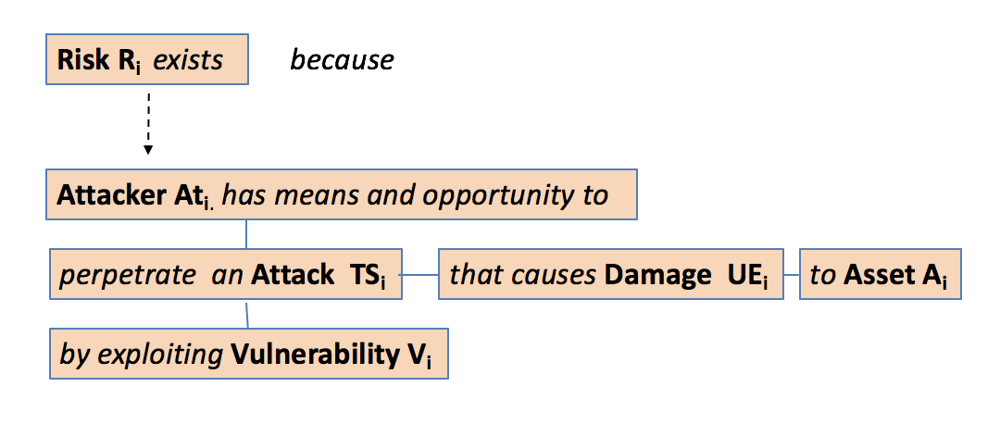 Risk Ri exists because
Attacker Ati. has means and opportunity to
perpetrate an Attack TSi that causes Damage UEi to Asset Ai
by exploiting Vulnerability Vi